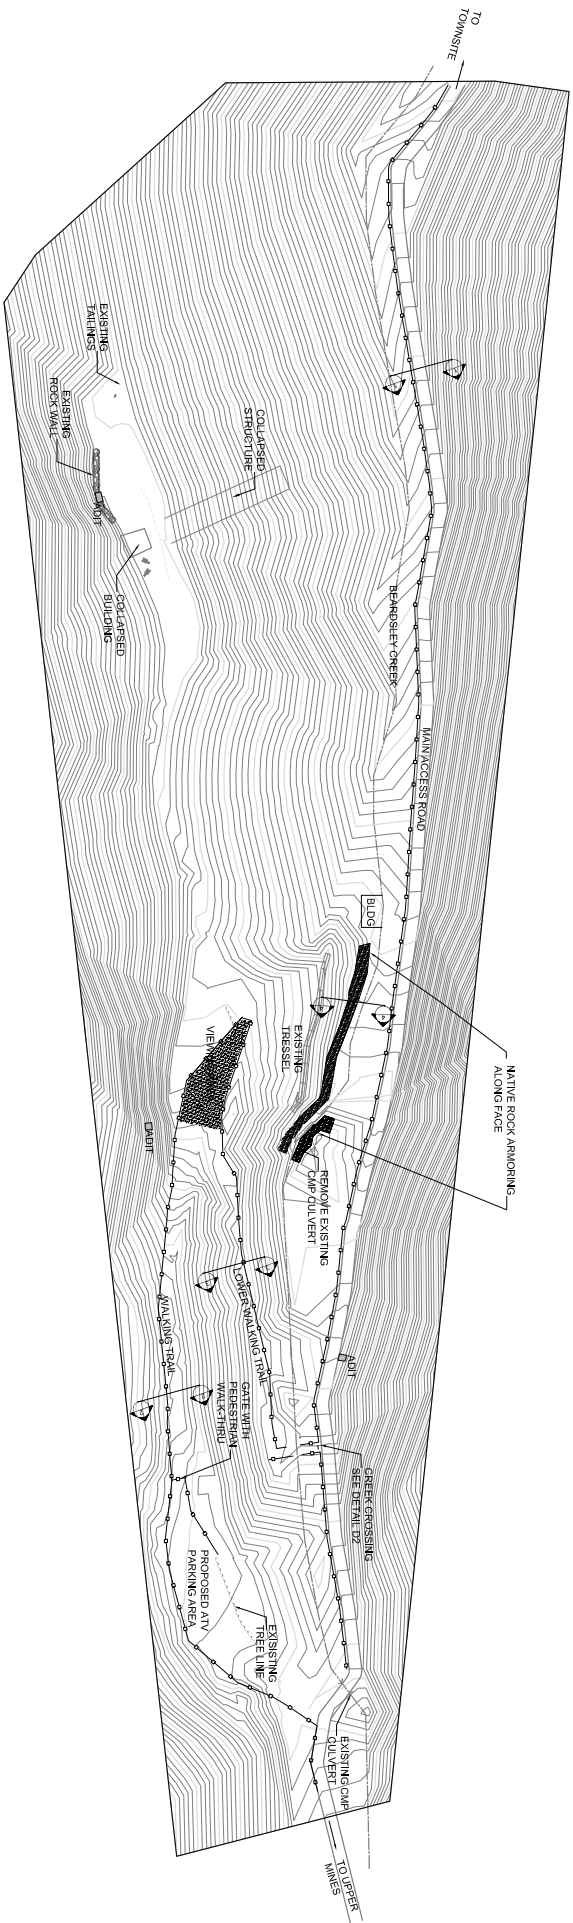 TO
TOWNSITE
EXISTING
TAILINGS
EXISTING
ROCK WALL
ADIT
COLLAPSED
STRUCTURE
COLLAPSED
BUILDING
BEARDSLEY CREEK
MAIN ACCESS ROAD
BLDG
NATIVE ROCK ARMORING
ALONG FACE
EXISTING
TRESSEL
VIEW
ADIT
REMOVE EXISTING
CMP CULVERT
LOWER WALKING TRAIL
WALKING TRAIL
ADIT
GATE WITH
PEDESTRIAN
WALK-THRU
CREEK CROSSING
SEE DETAIL D2
PROPOSED ATV
PARKING AREA
EXISISTING
TREE LINE
EXISTING CMP
CULVERT
TO UPPER
MINES